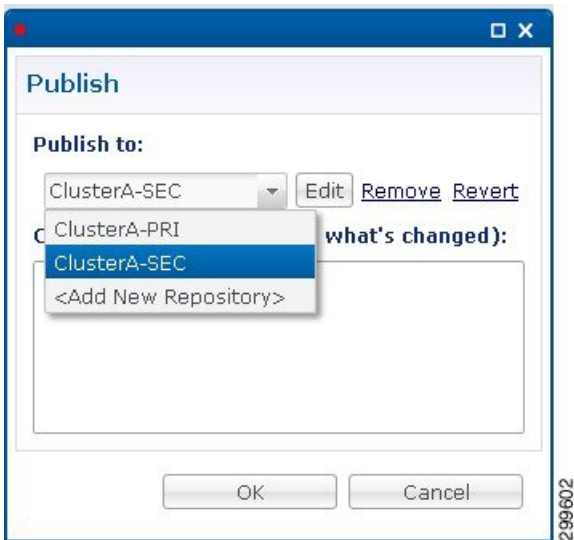 Publish
Publish to:
ClusterA-SEC Edit Remove Revert
ClusterA-PRI
what's changed):
ClusterA-SEC
<Add New Repository>
OK Cancel
299602